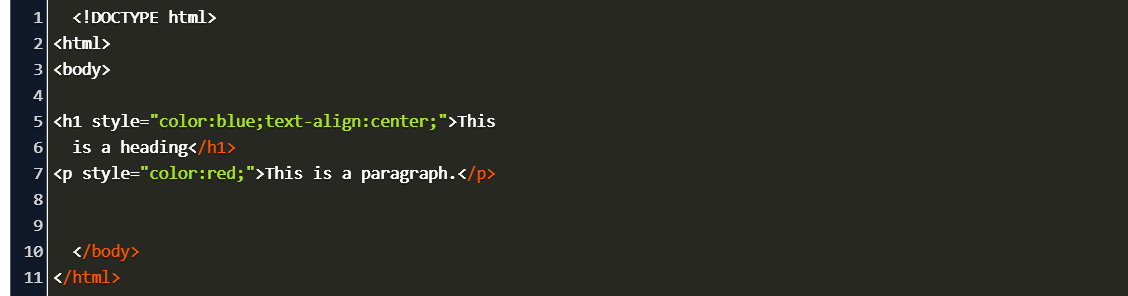 1 <!DOCTYPE html>
2 <html>
3 <body>
4
5 <h1 style="color:blue;text-align:center;">This
6 is a heading</h1>
7 <p style="color:red;">This is a paragraph.</p>
8
9
10 </body>
11 </html>